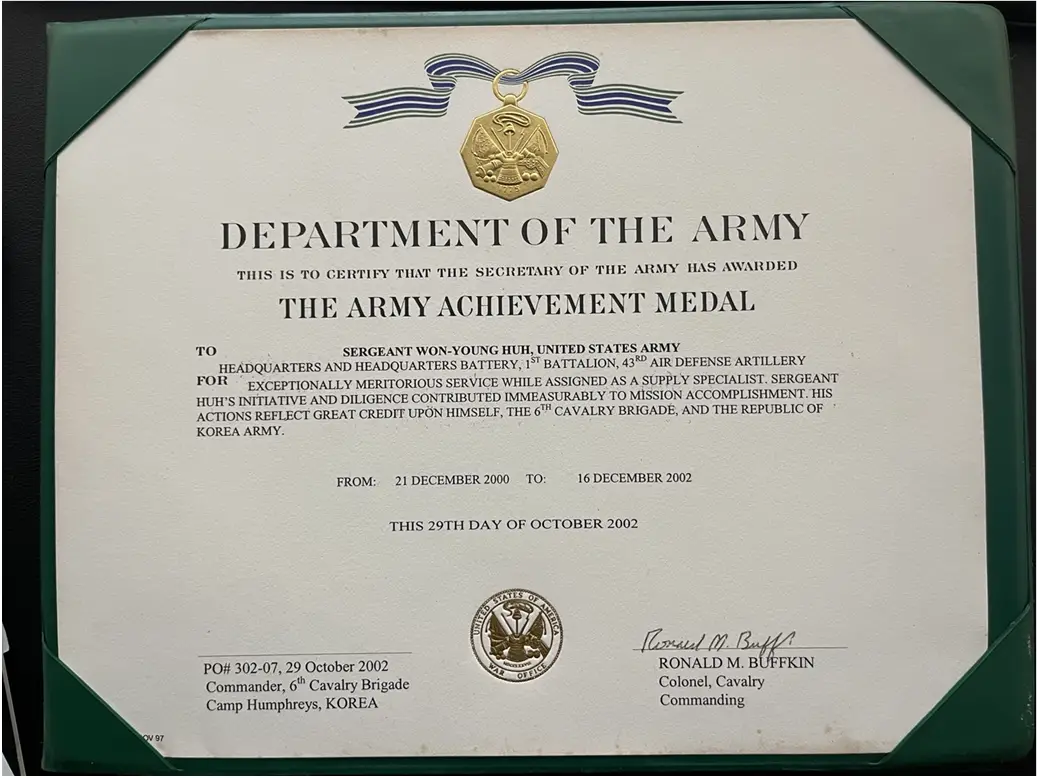 DEPARTMENT OF THE ARMY
THIS IS TO CERTIFY THAT THE SECRETARY OF THE ARMY HAS AWARDED
THE ARMY ACHIEVEMENT MEDAL
TO SERGEANT WON-YOUNG HUH, UNITED STATES ARMY
HEADQUARTERS AND HEADQUARTERS BATTERY, 1ST BATTALION, 43RD AIR DEFENSE ARTILLERY
FOR EXCEPTIONALLY MERITORIOUS SERVICE WHILE ASSIGNED AS A SUPPLY SPECIALIST. SERGEANT
HUH'S INITIATIVE AND DILIGENCE CONTRIBUTED IMMEASURABLY TO MISSION ACCOMPLISHMENT. HIS
ACTIONS REFLECT GREAT CREDIT UPON HIMSELF, THE 6TH CAVALRY BRIGADE, AND THE REPUBLIC OF
KOREA ARMY.
FROM: 21 DECEMBER 2000 TO: 16 DECEMBER 2002
THIS 29TH DAY OF OCTOBER 2002
UNITED STATES OF AMERICA
WAR OFFICE
PO# 302-07, 29 October 2002
Commander, 6th Cavalry Brigade
Camp Humphreys, KOREA
Ronald M. Buff
RONALD M. BUFFKIN
Colonel, Cavalry
Commanding
OV 97